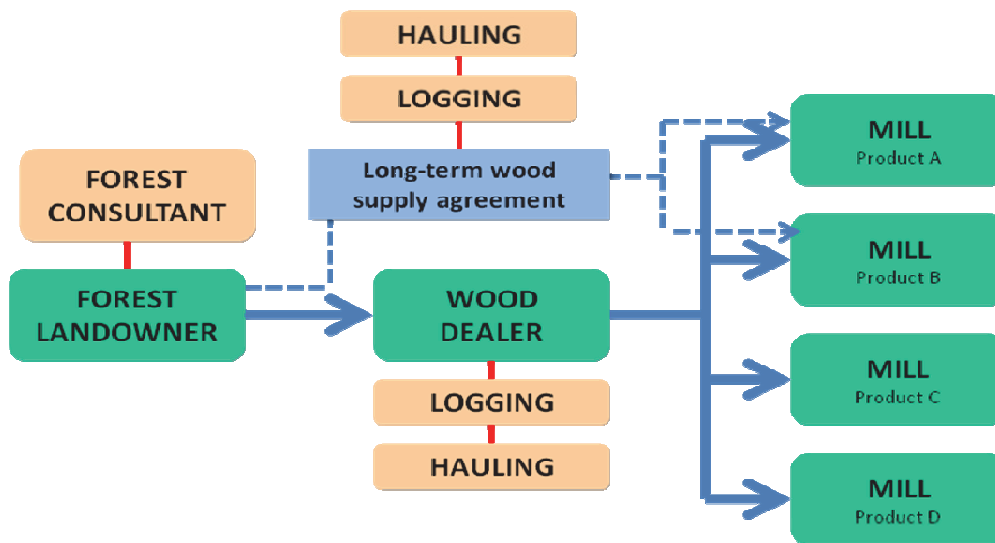 HAULING
LOGGING
Long-term wood
supply agreement
FOREST
CONSULTANT
FOREST
LANDOWNER
WOOD
DEALER
LOGGING
HAULING
MILL
Product A
MILL
Product B
MILL
Product C
MILL
Product D